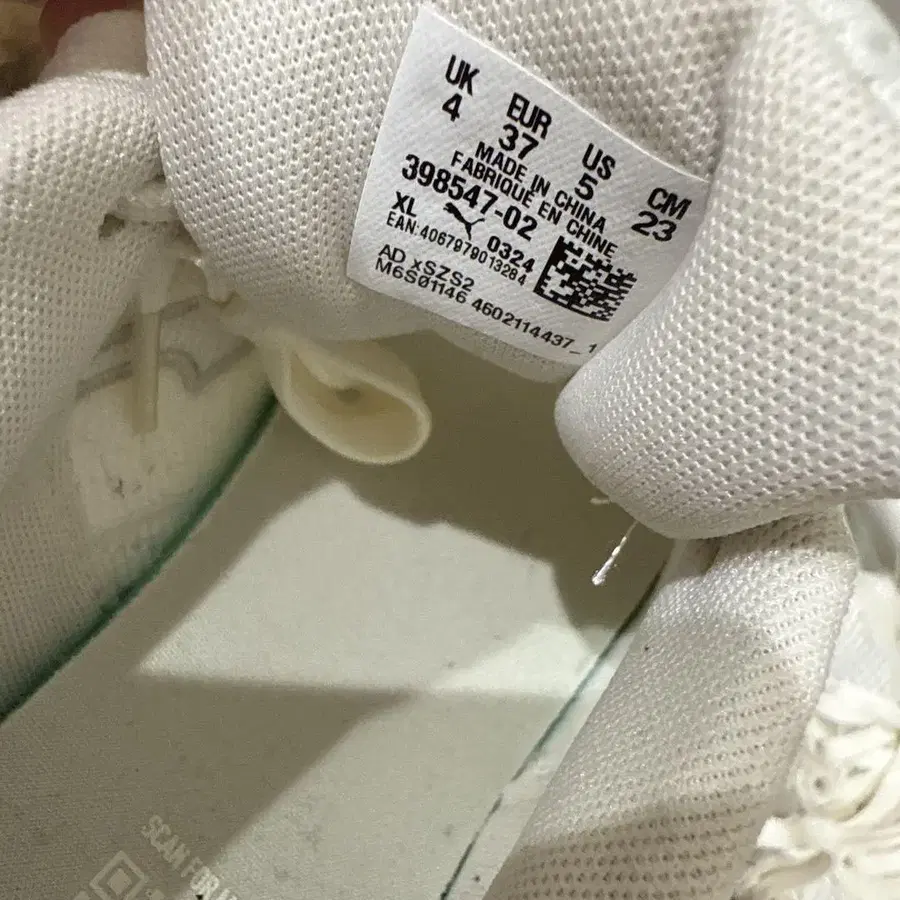 UK EUR US CM
4 37 5 23
MADE IN CHINA
FABRIQUÉ EN CHINE
398547-02
XL 0324
EAN:4067979013284
AD xSZS2
M6S01146 4602114437_1
SCAN FOR